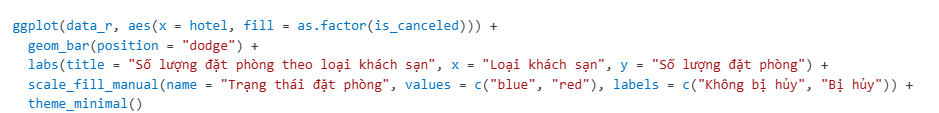 ggplot(data_r, aes(x = hotel, fill = as.factor(is_canceled))) +
  geom_bar(position = "dodge") +
  labs(title = "Số lượng đặt phòng theo loại khách sạn", x = "Loại khách sạn", y = "Số lượng đặt phòng") +
  scale_fill_manual(name = "Trạng thái đặt phòng", values = c("blue", "red"), labels = c("Không bị hủy", "Bị hủy")) +
  theme_minimal()